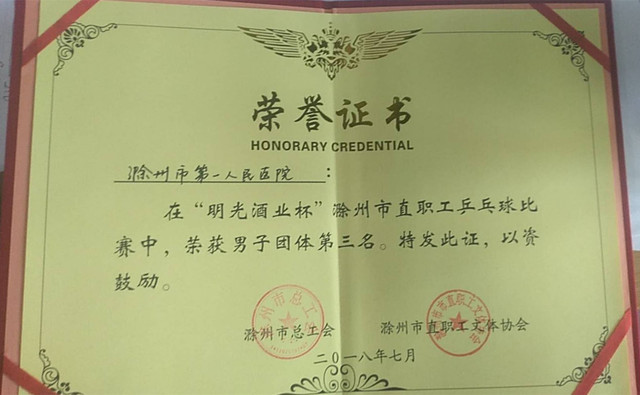 荣誉证书
HONORARY CREDENTIAL
滁州市第一人民医院：
在“明光酒业杯”滁州市直职工乒乓球比
赛中，荣获男子团体第三名。特发此证，以资
鼓励。
滁州市总工会 滁州市直职工文体协会
二〇一八年七月